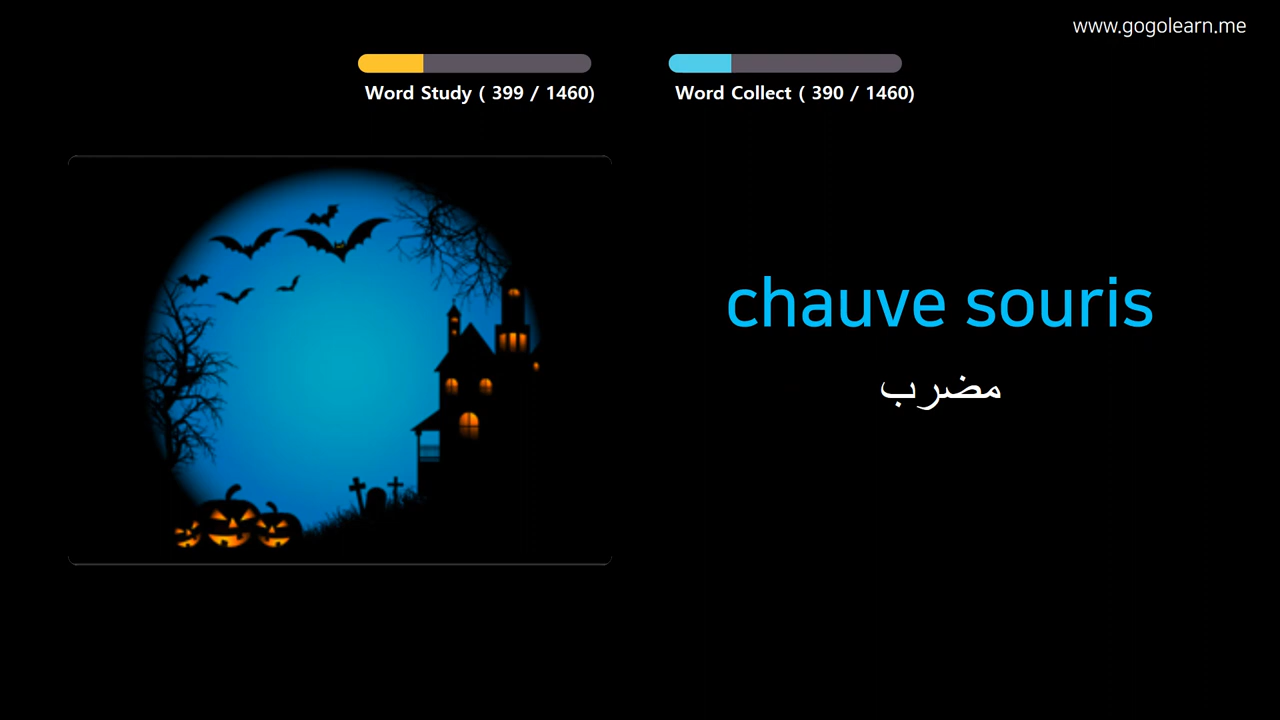 www.gogolearn.me
Word Study ( 399 / 1460)
Word Collect ( 390 / 1460)
chauve souris
مضرب